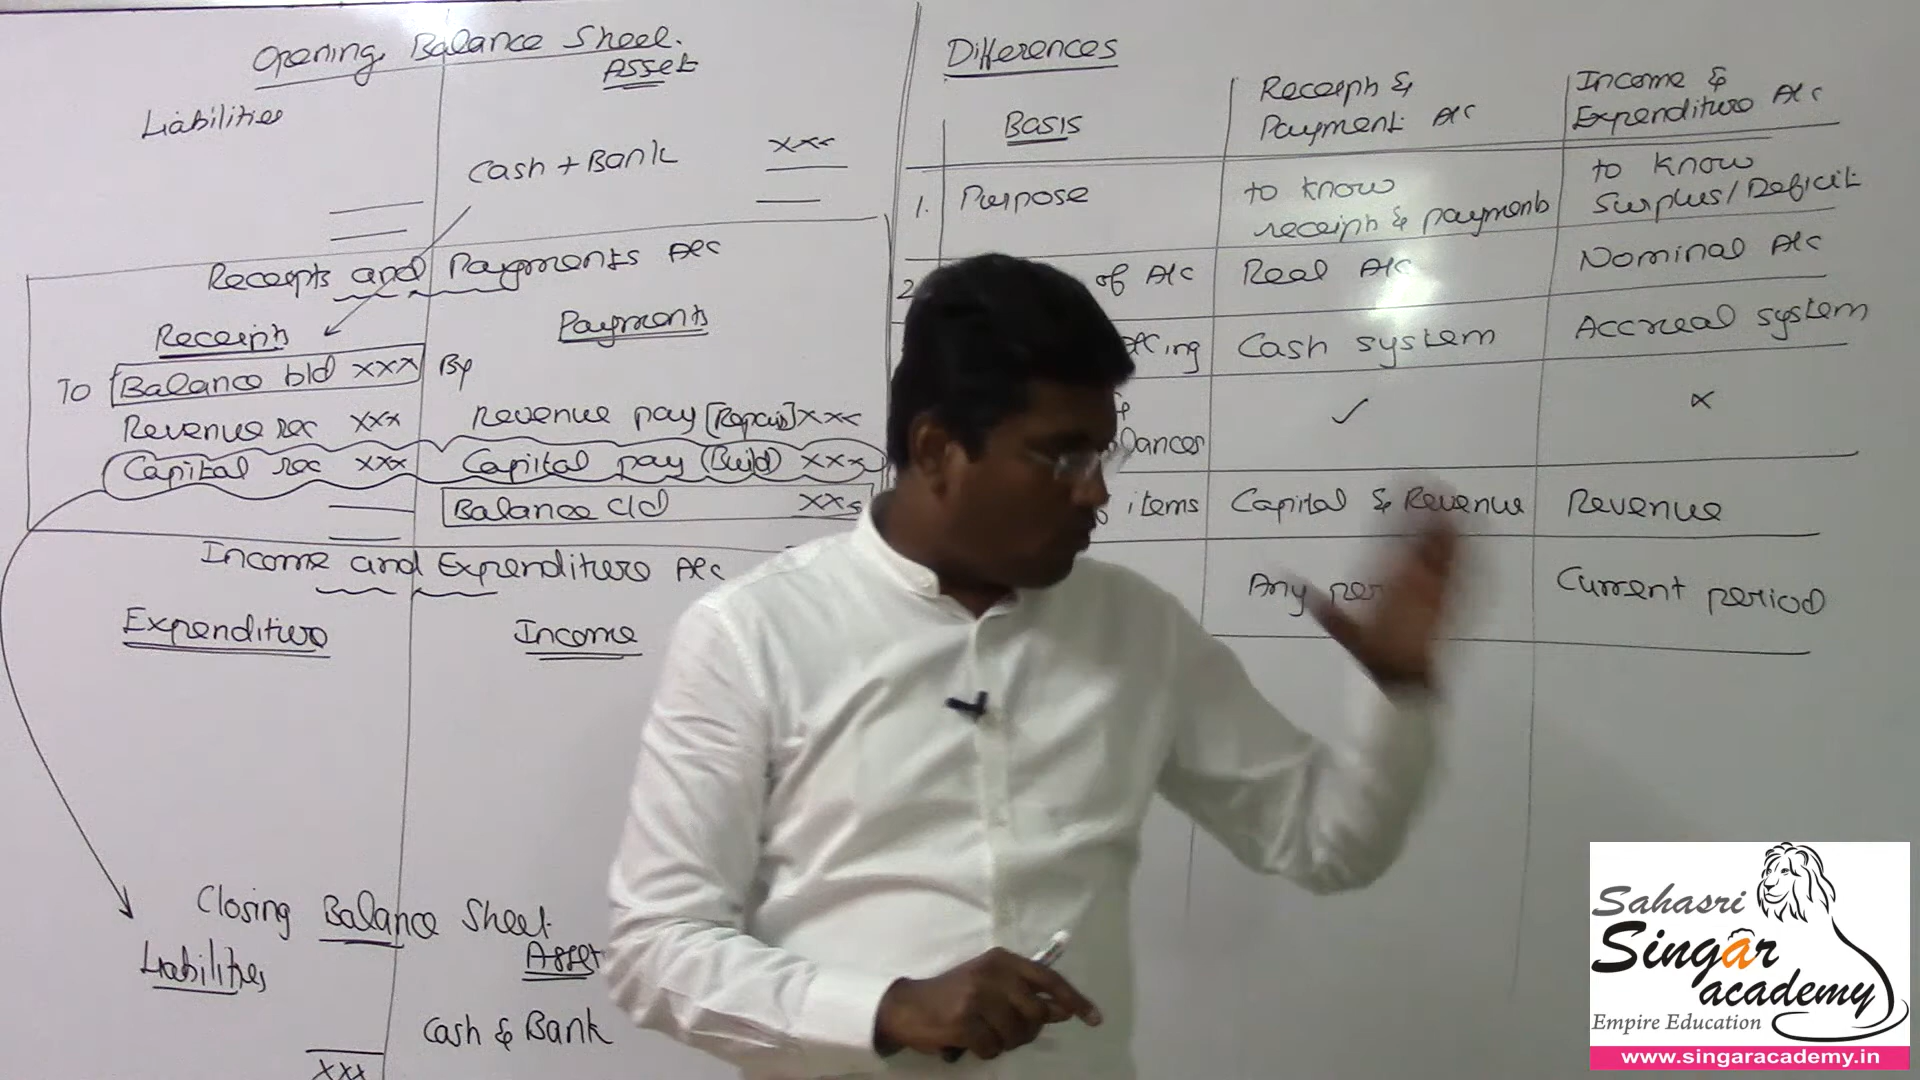 Opening Balance Sheet.
Liabilities
Asset
Cash + Bank xxx
Receipts and Payments A/c
Receipts
Payments
To Balance b/d xxx By
Revenue rec xxx Revenue pay [Repair] xxx
Capital rec xxx Capital pay (Build) xxx
Balance c/d xxx
Income and Expenditure A/c
Expenditure
Income
Closing Balance Sheet.
Liabilities
Asset
Cash & Bank
xxx
Differences
Basis
Receipts &
Payment A/c
Income &
Expenditure A/c
1. Purpose
to know
receipts & payments
to know
Surplus/Deficit
2
of A/c
Real A/c
Nominal A/c
Cash system
Accrual system
✓
×
items
Capital & Revenue
Revenue
Any per
Current period
Sahasri
Singar
academy
Empire Education
www.singaracademy.in